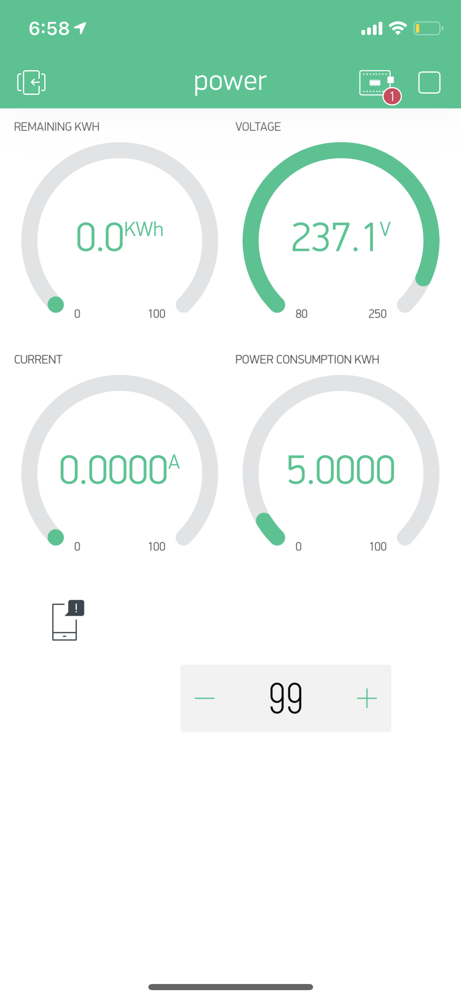 6:58
power
1
REMAINING KWH
VOLTAGE
0.0KWh
237.1V
0
100
80
250
CURRENT
POWER CONSUMPTION KWH
0.0000A
5.0000
0
100
0
100
!
99